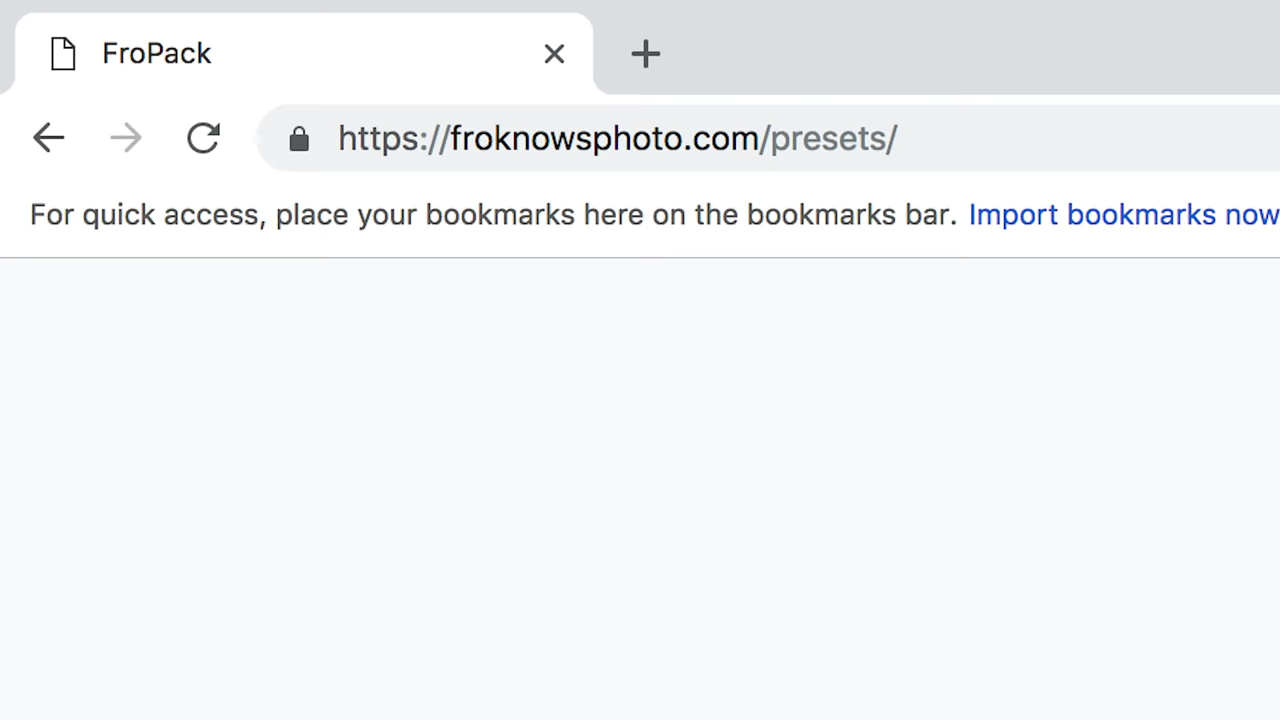 FroPack
https://froknowsphoto.com/presets/
For quick access, place your bookmarks here on the bookmarks bar. Import bookmarks now